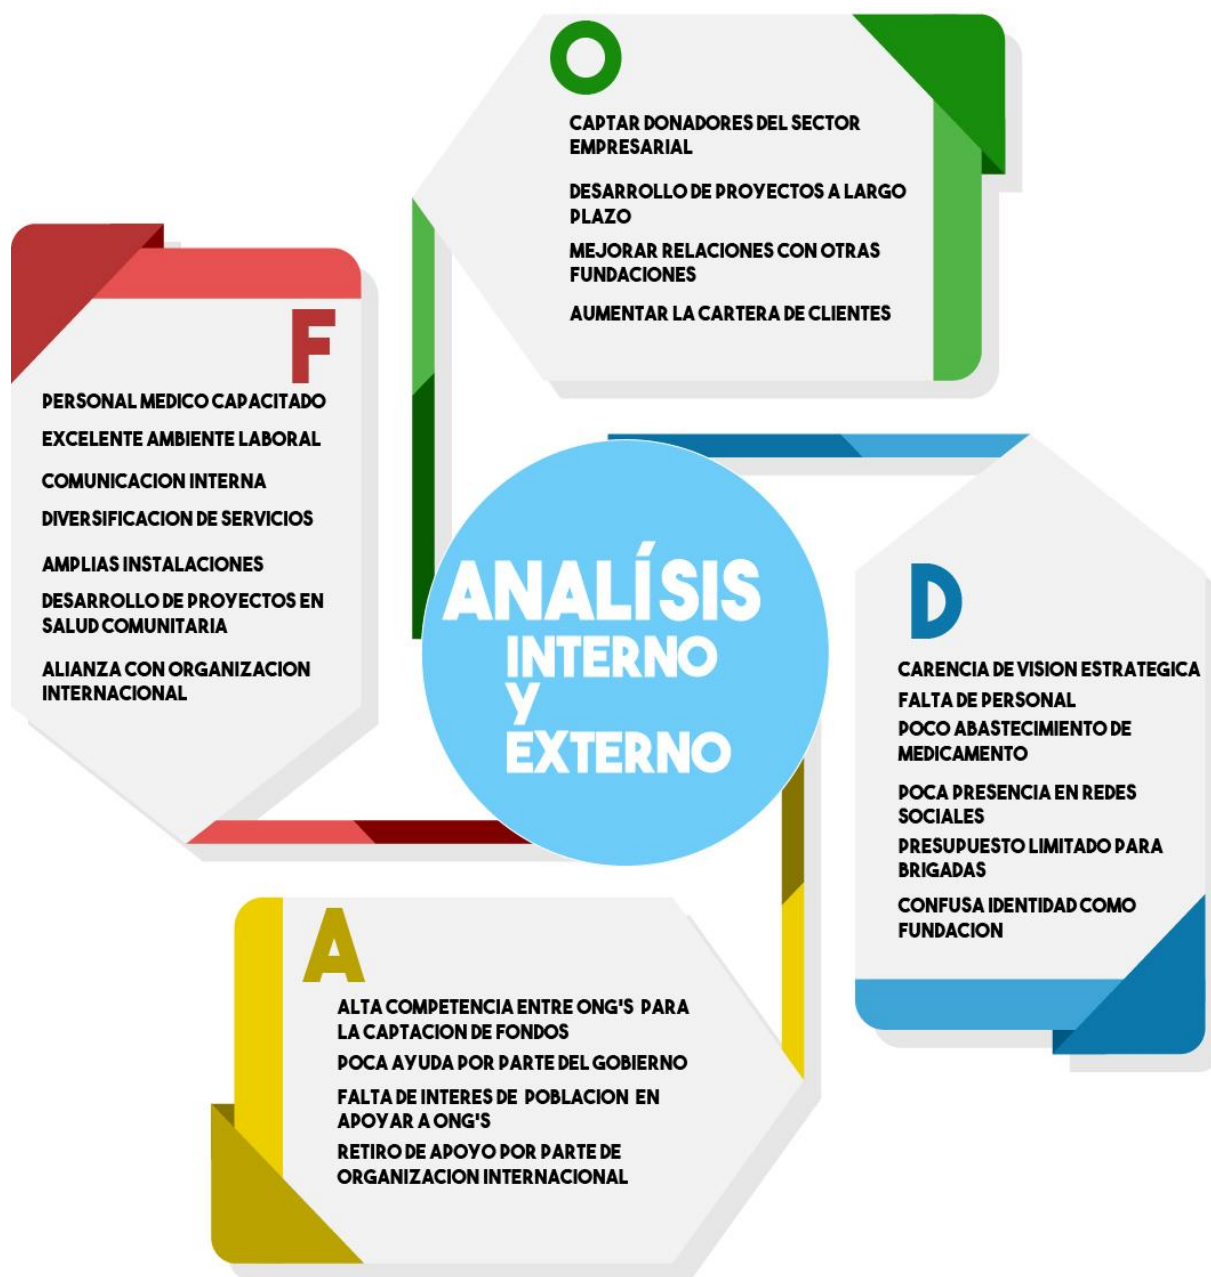 O
CAPTAR DONADORES DEL SECTOR
EMPRESARIAL
DESARROLLO DE PROYECTOS A LARGO
PLAZO
MEJORAR RELACIONES CON OTRAS
FUNDACIONES
AUMENTAR LA CARTERA DE CLIENTES
F
PERSONAL MEDICO CAPACITADO
EXCELENTE AMBIENTE LABORAL
COMUNICACION INTERNA
DIVERSIFICACION DE SERVICIOS
AMPLIAS INSTALACIONES
DESARROLLO DE PROYECTOS EN
SALUD COMUNITARIA
ALIANZA CON ORGANIZACION
INTERNACIONAL
ANALÍSIS
INTERNO
Y
EXTERNO
D
CARENCIA DE VISION ESTRATEGICA
FALTA DE PERSONAL
POCO ABASTECIMIENTO DE
MEDICAMENTO
POCA PRESENCIA EN REDES
SOCIALES
PRESUPUESTO LIMITADO PARA
BRIGADAS
CONFUSA IDENTIDAD COMO
FUNDACION
A
ALTA COMPETENCIA ENTRE ONG'S PARA
LA CAPTACION DE FONDOS
POCA AYUDA POR PARTE DEL GOBIERNO
FALTA DE INTERES DE POBLACION EN
APOYAR A ONG'S
RETIRO DE APOYO POR PARTE DE
ORGANIZACION INTERNACIONAL